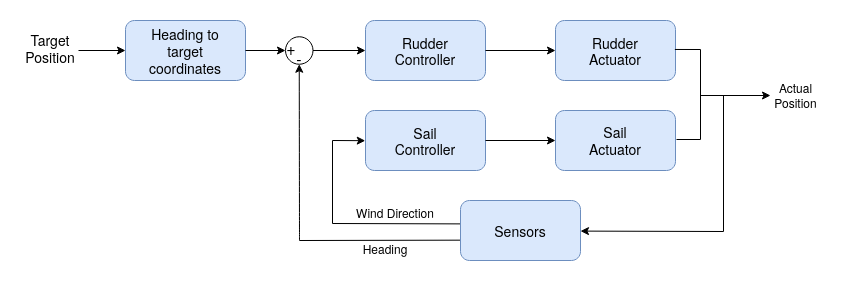 Target
Position
Heading to
target
coordinates
+
-
Rudder
Controller
Rudder
Actuator
Sail
Controller
Sail
Actuator
Actual
Position
Wind Direction
Heading
Sensors